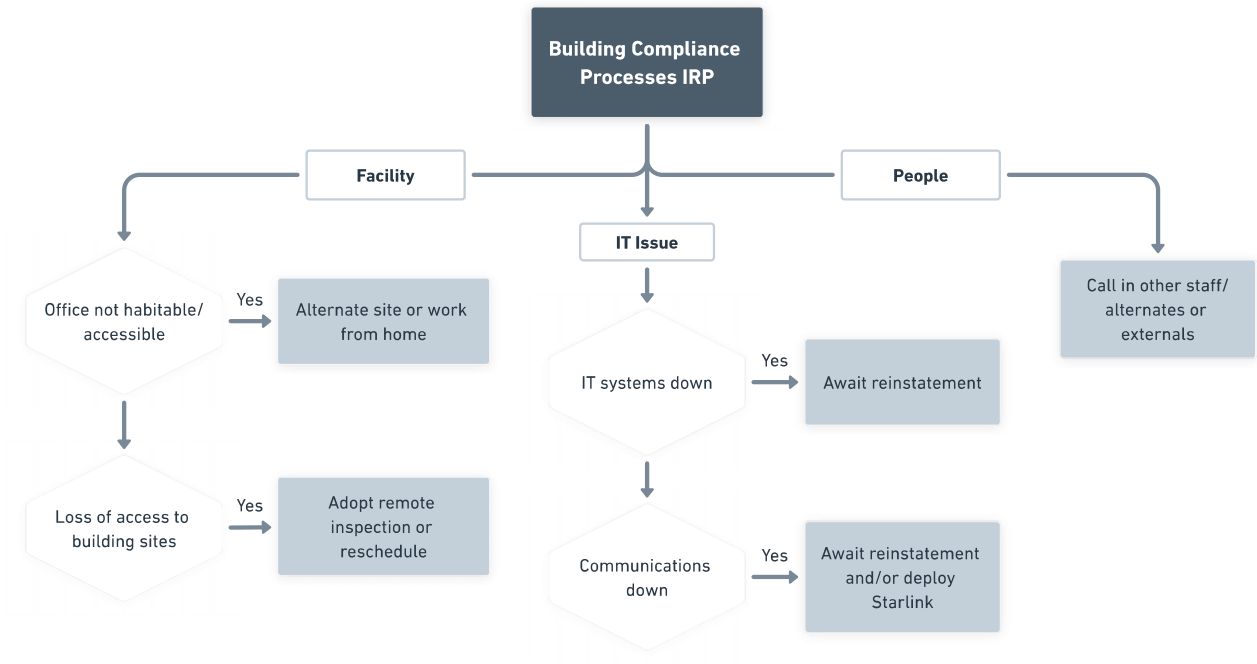 Building Compliance
Processes IRP
Facility
People
IT Issue
Office not habitable/
accessible
Yes
Alternate site or work
from home
Call in other staff/
alternates or
externals
IT systems down
Yes
Await reinstatement
Loss of access to
building sites
Yes
Adopt remote
inspection or
reschedule
Communications
down
Yes
Await reinstatement
and/or deploy
Starlink